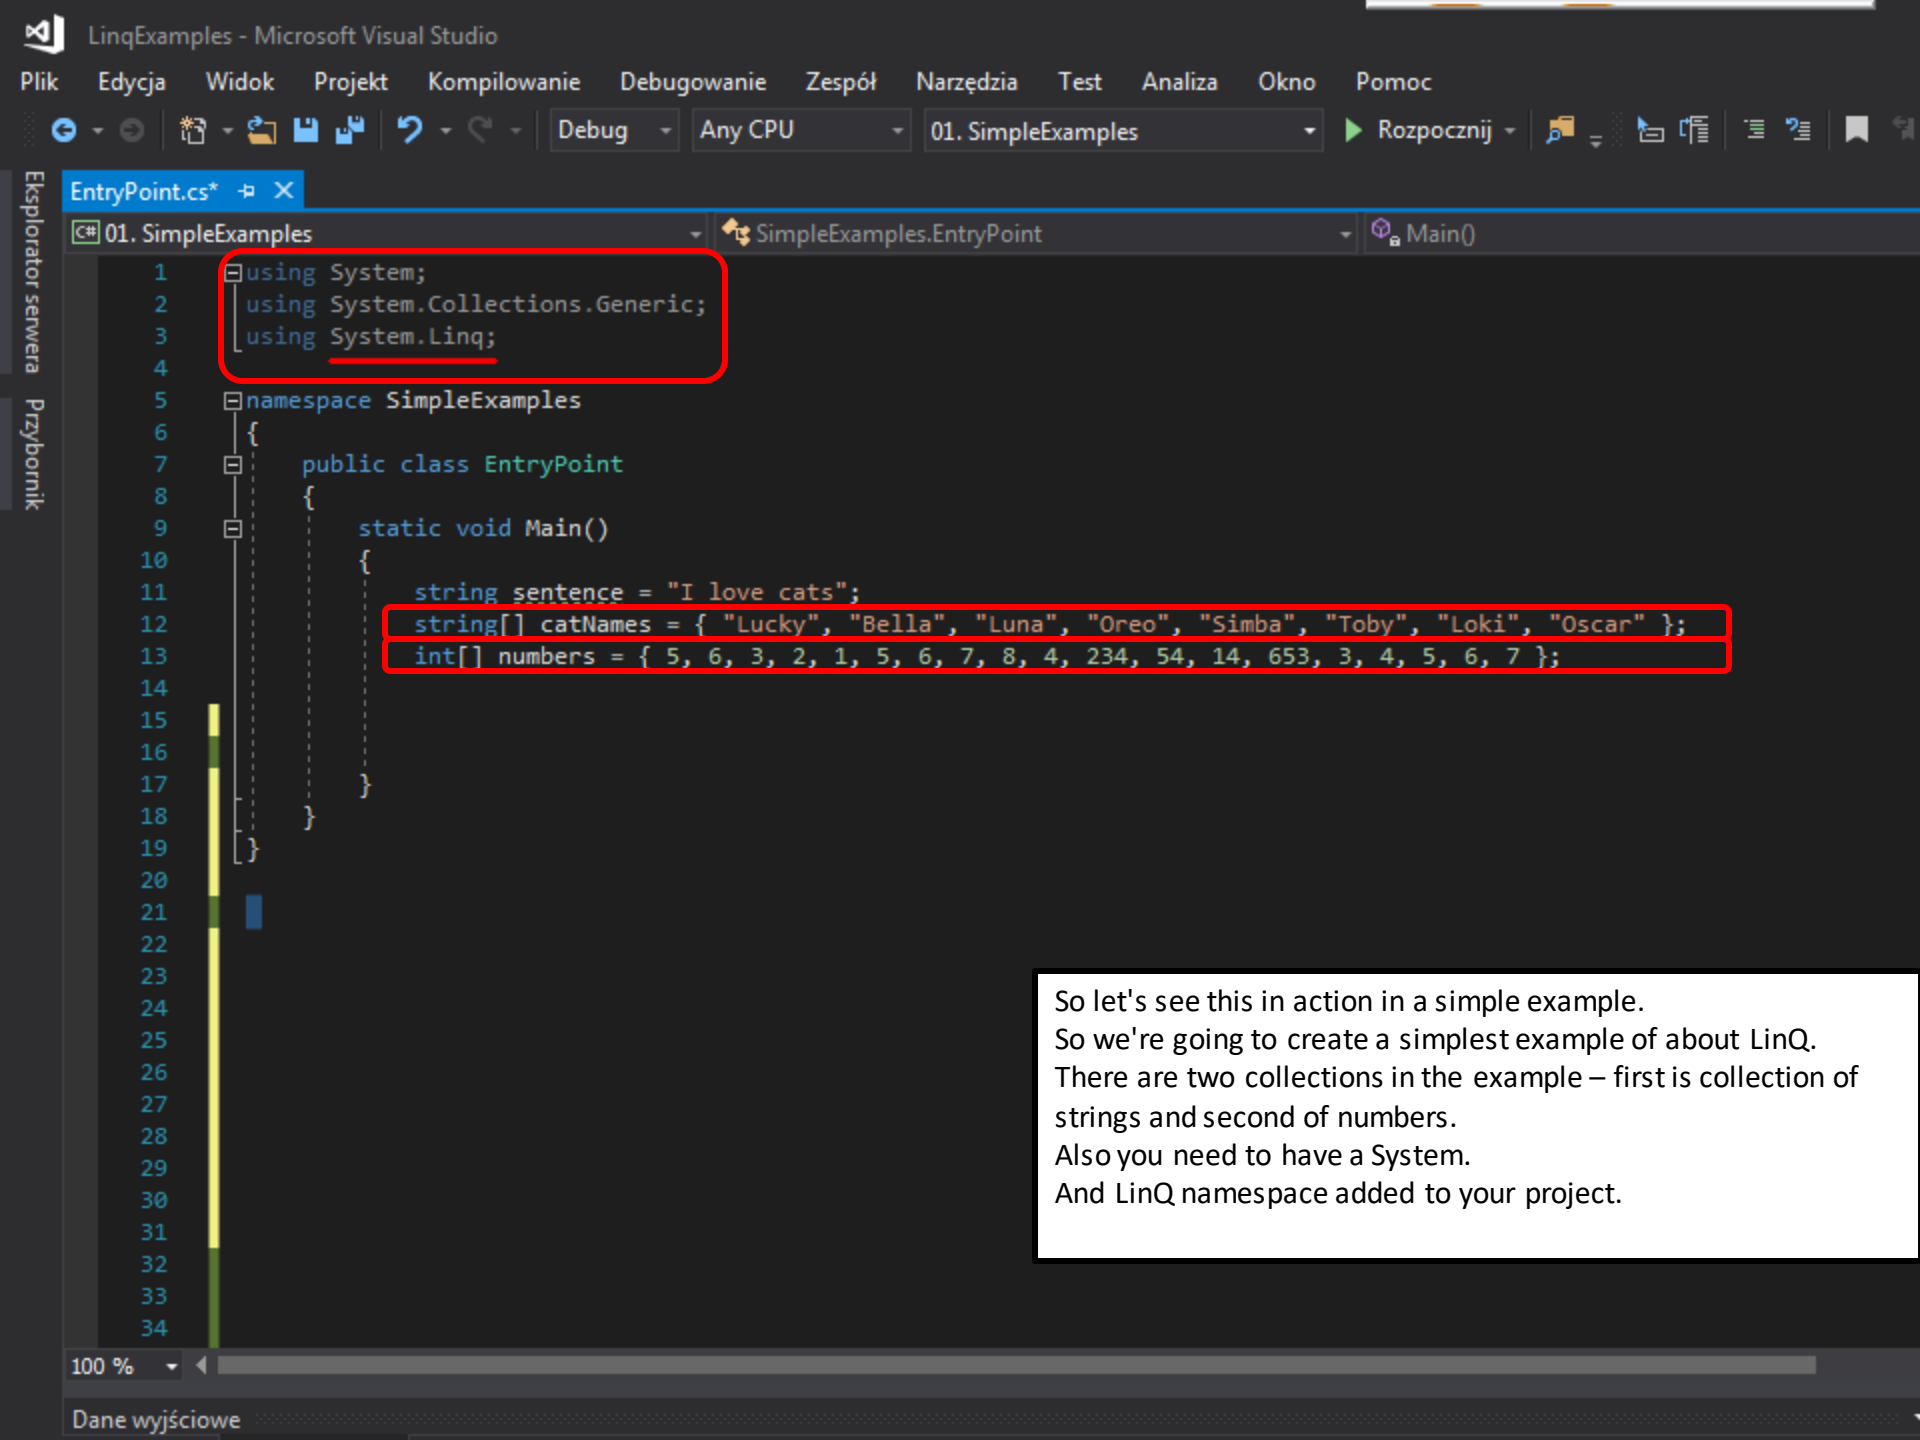 LinqExamples - Microsoft Visual Studio
Plik Edycja Widok Projekt Kompilowanie Debugowanie Zespół Narzędzia Test Analiza Okno Pomoc
Debug Any CPU 01. SimpleExamples Rozpocznij
Eksplorator serwera
Przybornik
EntryPoint.cs*
C# 01. SimpleExamples SimpleExamples.EntryPoint Main()
1 using System;
2 using System.Collections.Generic;
3 using System.Linq;
4
5 namespace SimpleExamples
6 {
7 public class EntryPoint
8 {
9 static void Main()
10 {
11 string sentence = "I love cats";
12 string[] catNames = { "Lucky", "Bella", "Luna", "Oreo", "Simba", "Toby", "Loki", "Oscar" };
13 int[] numbers = { 5, 6, 3, 2, 1, 5, 6, 7, 8, 4, 234, 54, 14, 653, 3, 4, 5, 6, 7 };
14
15
16
17 }
18 }
19 }
20
21
22
23
24
25
26
27
28
29
30
31
32
33
34
So let's see this in action in a simple example.
So we're going to create a simplest example of about LinQ.
There are two collections in the example – first is collection of
strings and second of numbers.
Also you need to have a System.
And LinQ namespace added to your project.
100 %
Dane wyjściowe